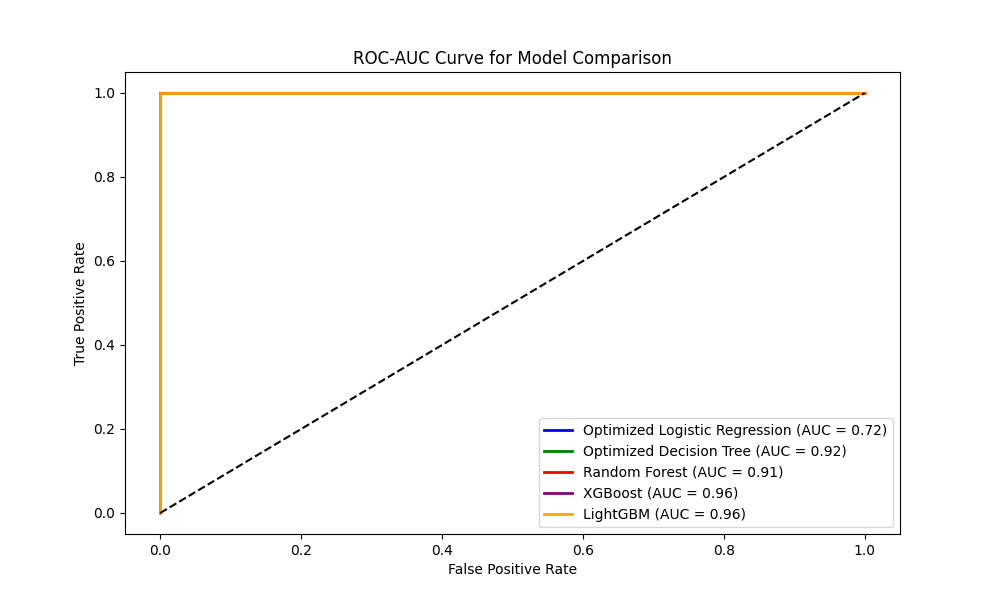 ROC-AUC Curve for Model Comparison
True Positive Rate
1.0
0.8
0.6
0.4
0.2
0.0
Optimized Logistic Regression (AUC = 0.72)
Optimized Decision Tree (AUC = 0.92)
Random Forest (AUC = 0.91)
XGBoost (AUC = 0.96)
LightGBM (AUC = 0.96)
0.0 0.2 0.4 0.6 0.8 1.0
False Positive Rate